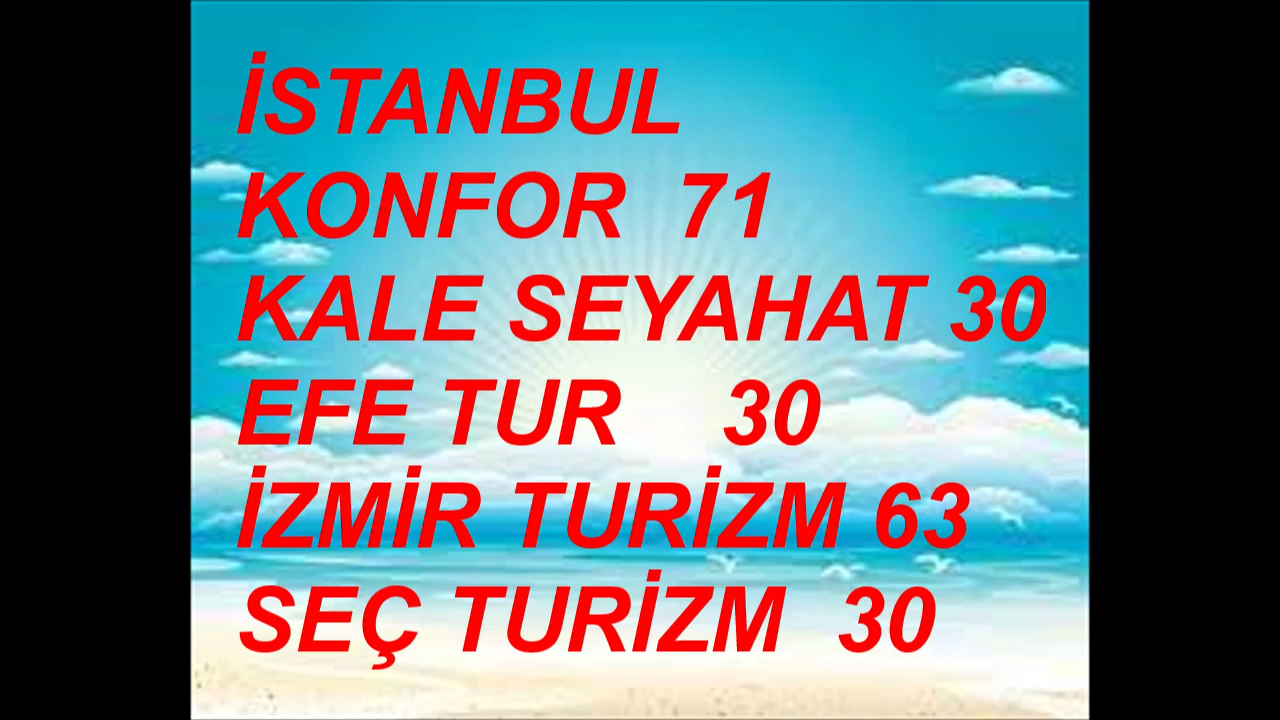 İSTANBUL
KONFOR 71
KALE SEYAHAT 30
EFE TUR 30
İZMİR TURİZM 63
SEÇ TURİZM 30